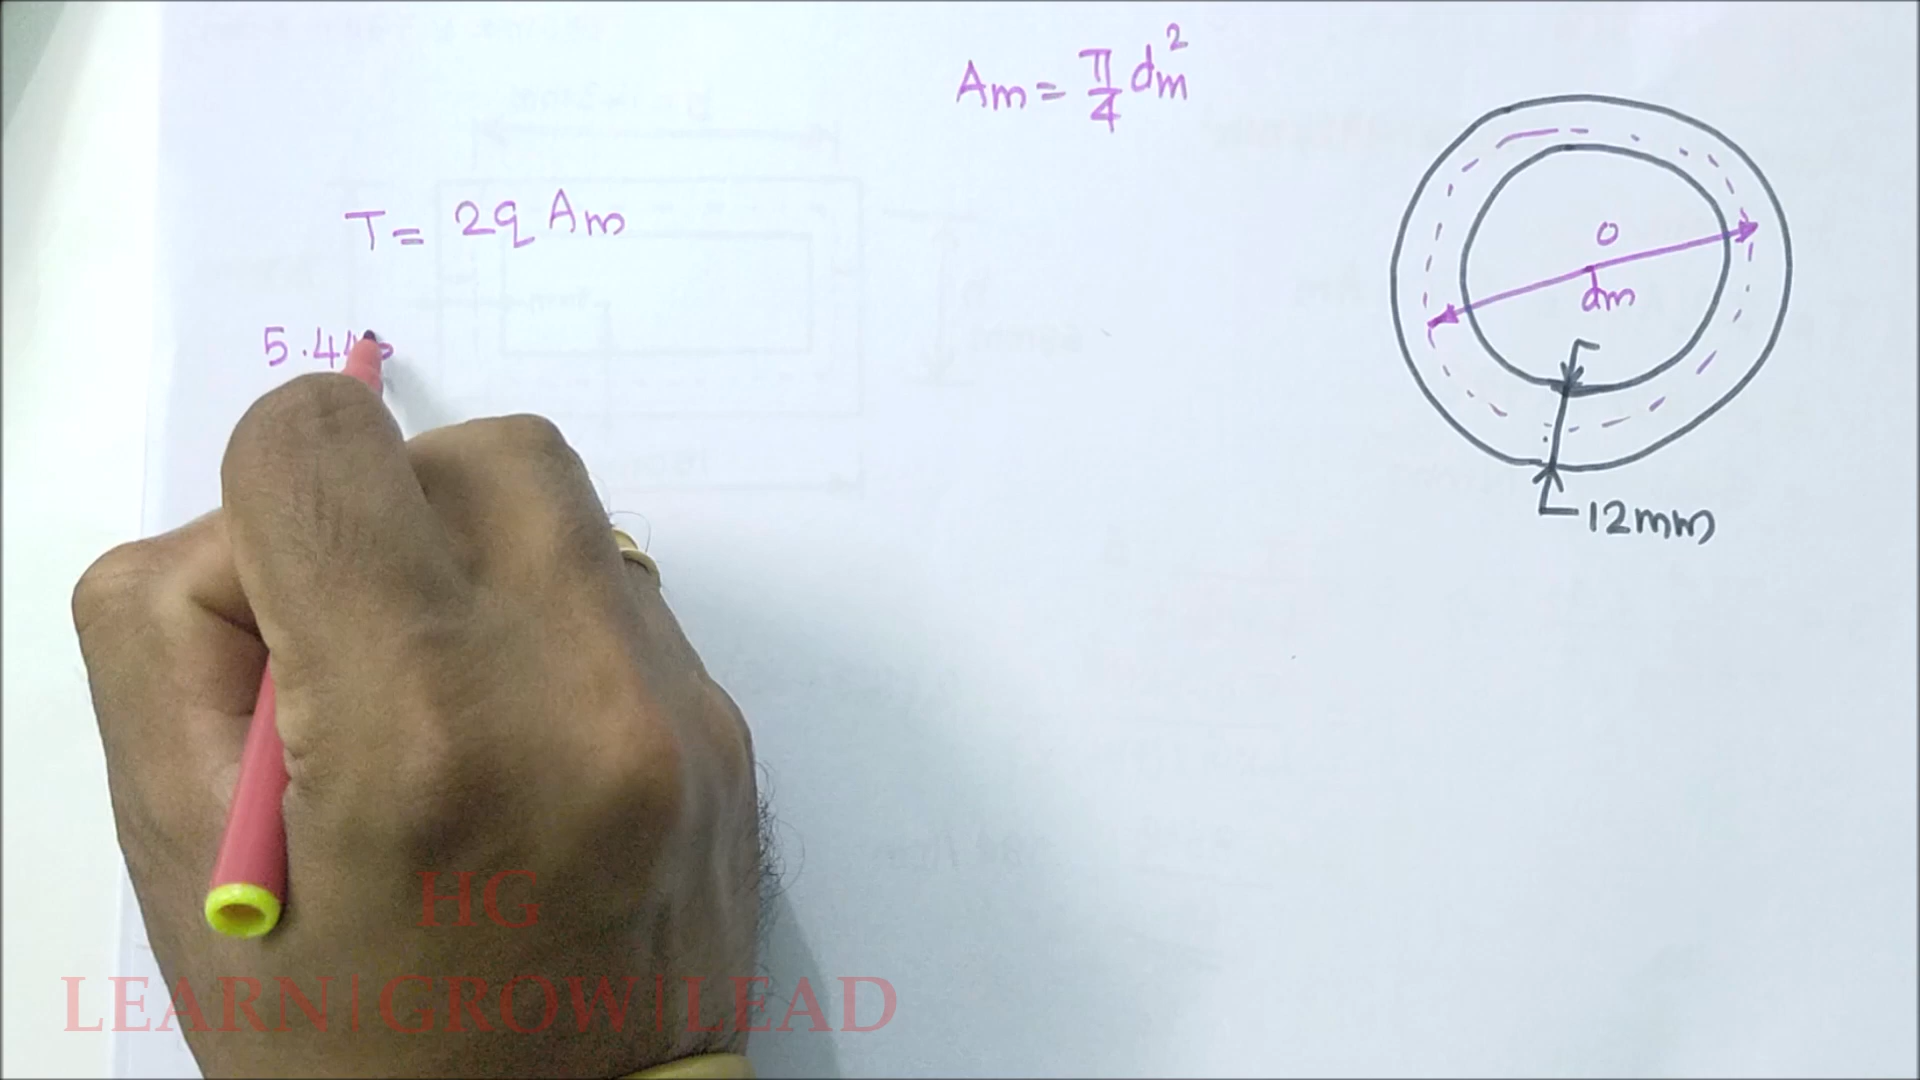 Am = π/4 dm²
T = 2q Am
o
dm
12mm
HG
LEARN|GROW|LEAD